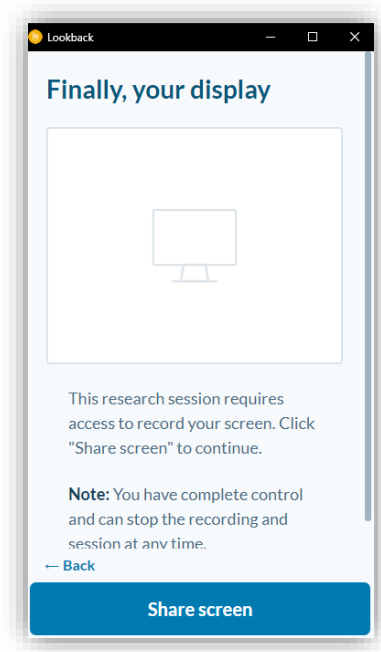 Lookback
Finally, your display
This research session requires
access to record your screen. Click
"Share screen" to continue.
Note: You have complete control
and can stop the recording and
session at any time.
← Back
Share screen